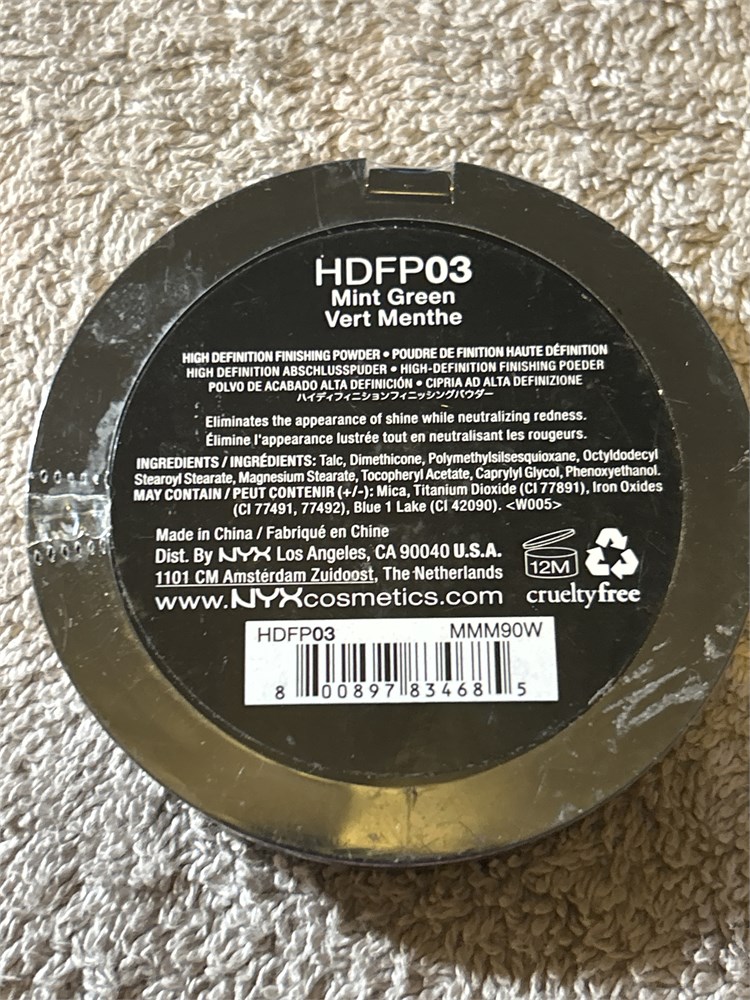 HDFP03
Mint Green
Vert Menthe
HIGH DEFINITION FINISHING POWDER • POUDRE DE FINITION HAUTE DÉFINITION
HIGH DEFINITION ABSCHLUSSPUDER • HIGH-DEFINITION FINISHING POEDER
POLVO DE ACABADO ALTA DEFINICIÓN • CIPRIA AD ALTA DEFINIZIONE
ハイディフィニションフィニッシングパウダー
Eliminates the appearance of shine while neutralizing redness.
Élimine l'appearance lustrée tout en neutralisant les rougeurs.
INGREDIENTS / INGRÉDIENTS: Talc, Dimethicone, Polymethylsilsesquioxane, Octyldodecyl
Stearoyl Stearate, Magnesium Stearate, Tocopheryl Acetate, Caprylyl Glycol, Phenoxyethanol.
MAY CONTAIN / PEUT CONTENIR (+/-): Mica, Titanium Dioxide (CI 77891), Iron Oxides
(CI 77491, 77492), Blue 1 Lake (CI 42090). <W005>
Made in China / Fabriqué en Chine
Dist. By NYX Los Angeles, CA 90040 U.S.A.
1101 CM Amstérdam Zuidoost, The Netherlands
www.NYXcosmetics.com
12M
crueltyfree
HDFP03 MMM90W
8 00897 83468 5